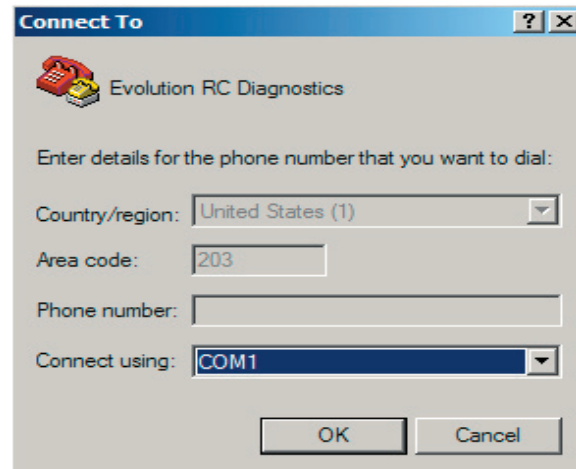 Connect To
Evolution RC Diagnostics
Enter details for the phone number that you want to dial:
Country/region: United States (1)
Area code: 203
Phone number:
Connect using: COM1
OK Cancel